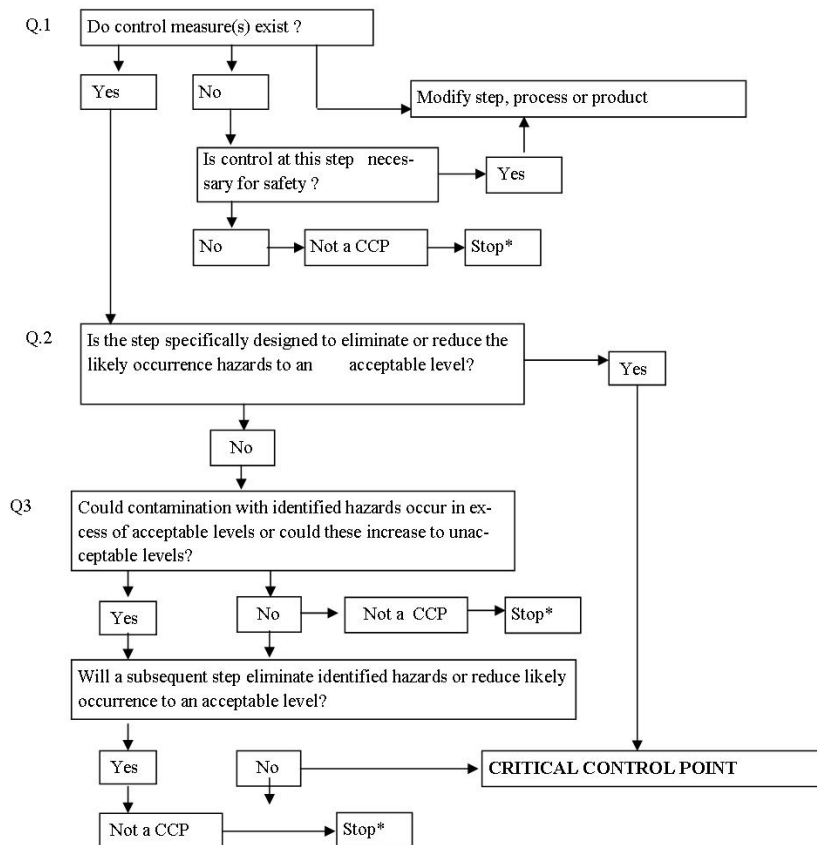 Q.1
Do control measure(s) exist ?
Yes
No
Modify step, process or product
Is control at this step neces-
sary for safety ?
Yes
No
Not a CCP
Stop*
Q.2
Is the step specifically designed to eliminate or reduce the
likely occurrence hazards to an acceptable level?
Yes
No
Q3
Could contamination with identified hazards occur in ex-
cess of acceptable levels or could these increase to unac-
ceptable levels?
Yes
No
Not a CCP
Stop*
Will a subsequent step eliminate identified hazards or reduce likely
occurrence to an acceptable level?
Yes
No
CRITICAL CONTROL POINT
Not a CCP
Stop*